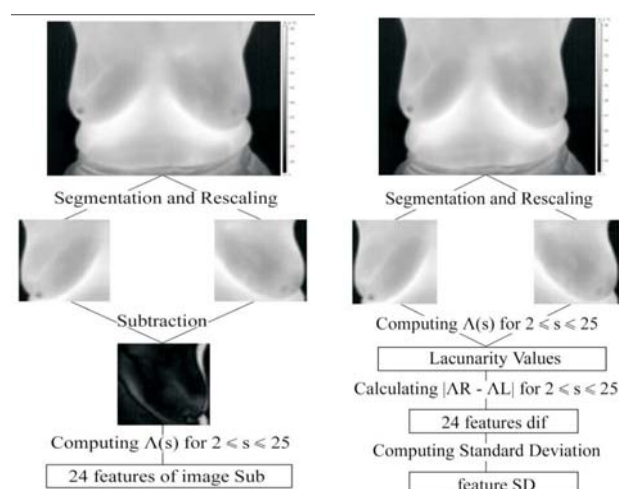 Segmentation and Rescaling
Subtraction
Computing Λ(s) for 2 ⩽ s ⩽ 25
24 features of image Sub
Segmentation and Rescaling
Computing Λ(s) for 2 ⩽ s ⩽ 25
Lacunarity Values
Calculating |ΛR - ΛL| for 2 ⩽ s ⩽ 25
24 features dif
Computing Standard Deviation
feature SD